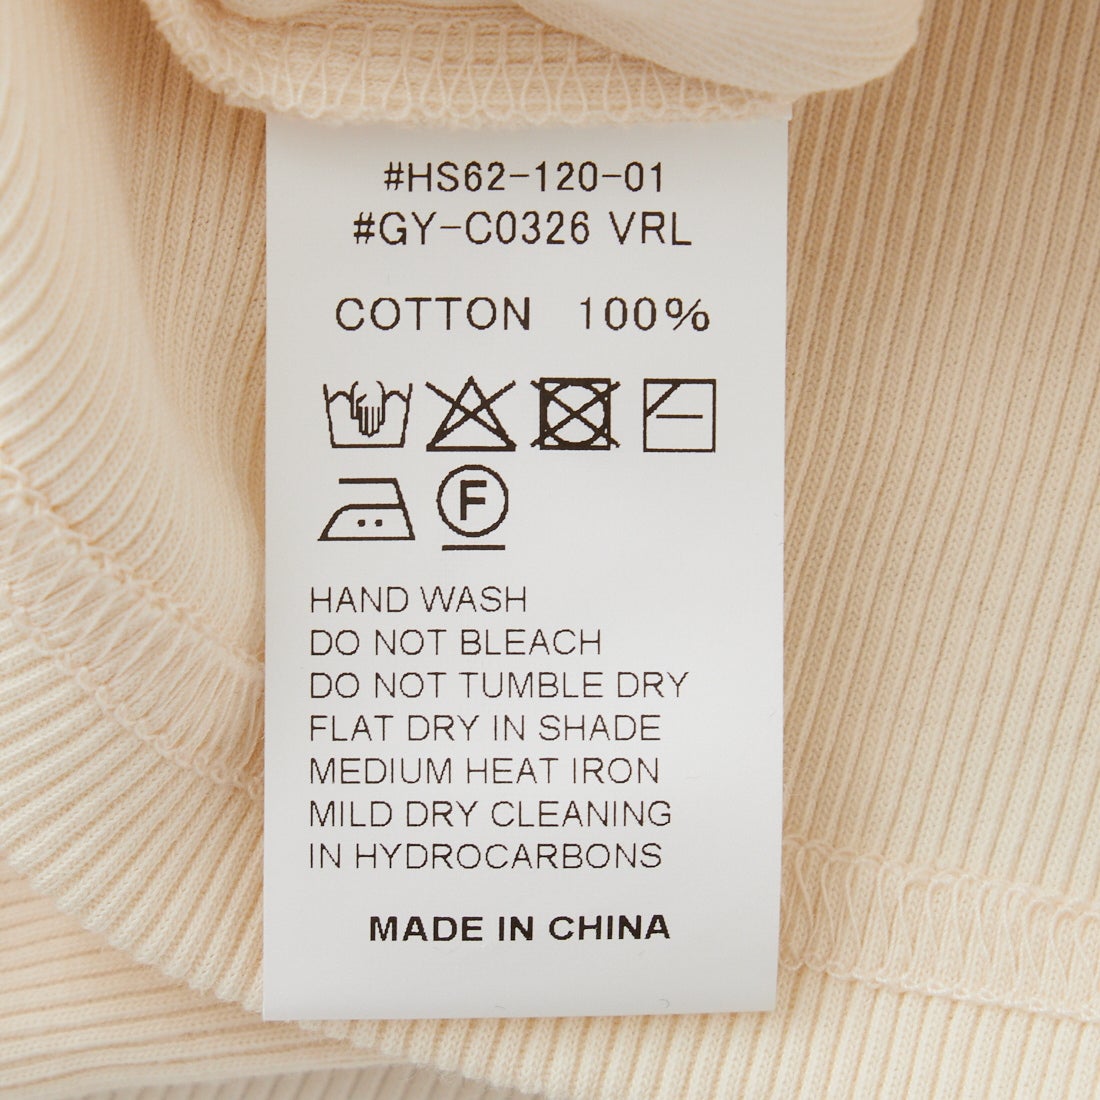 #HS62-120-01
#GY-C0326 VRL
COTTON 100%
F
HAND WASH
DO NOT BLEACH
DO NOT TUMBLE DRY
FLAT DRY IN SHADE
MEDIUM HEAT IRON
MILD DRY CLEANING
IN HYDROCARBONS
MADE IN CHINA